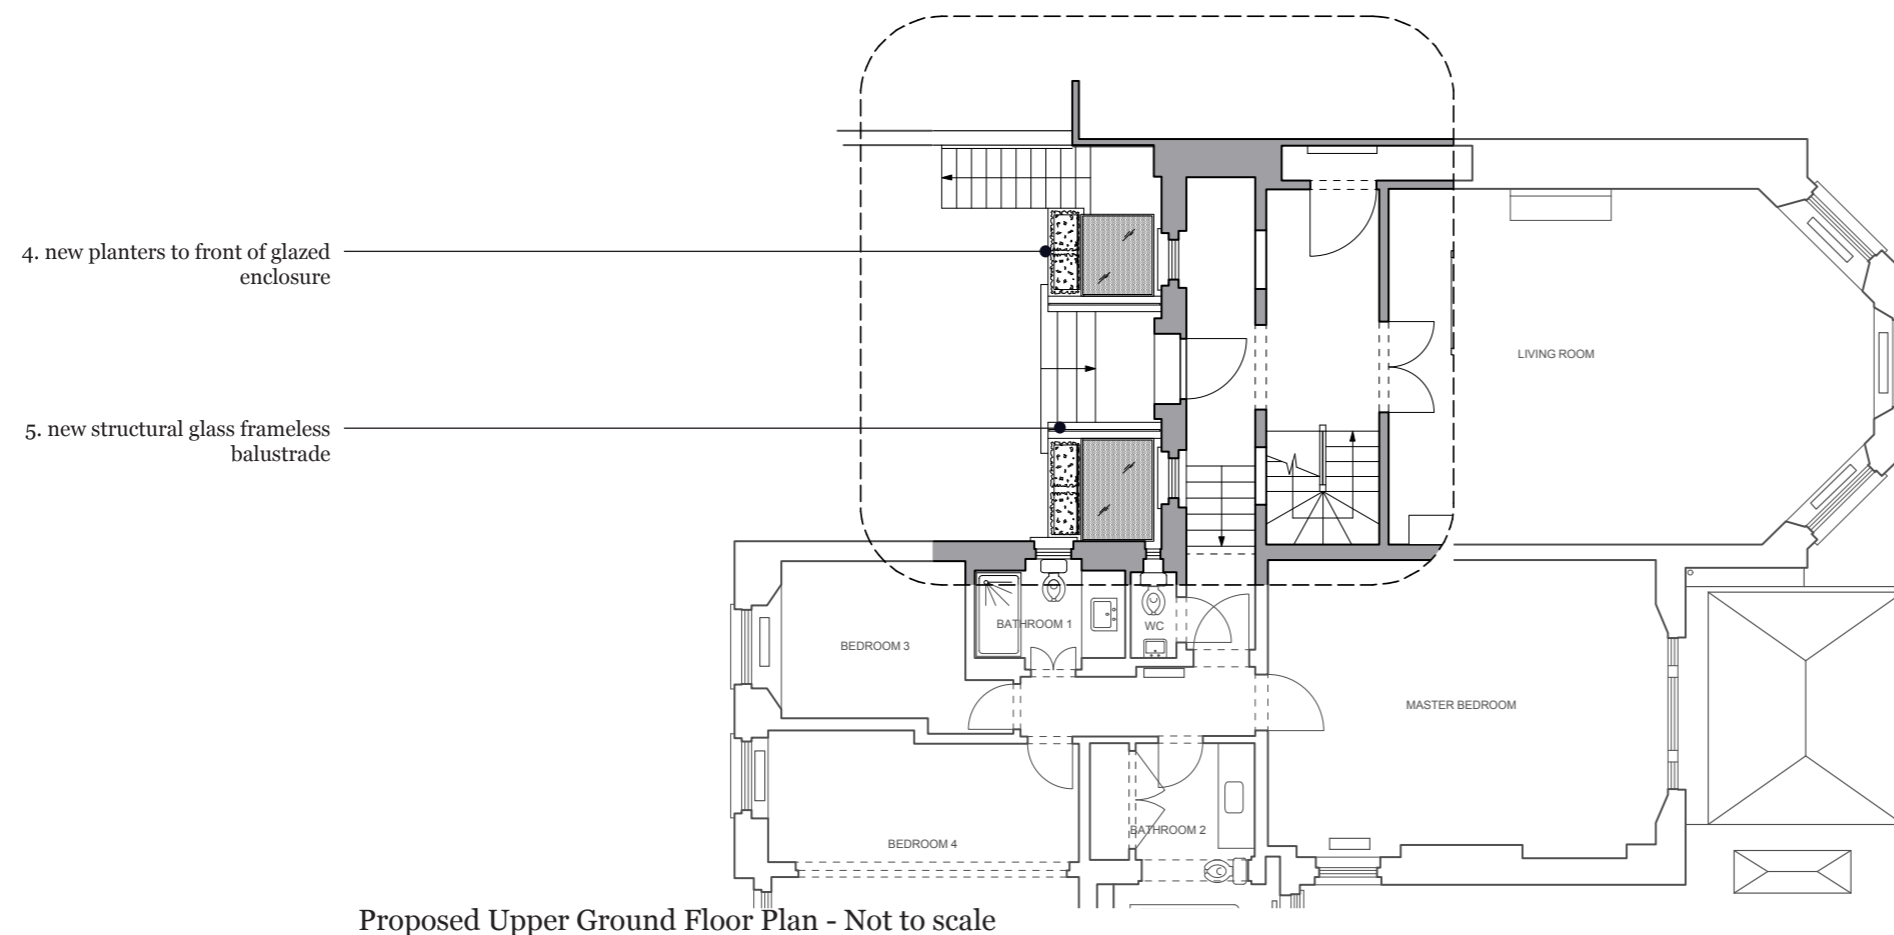 4. new planters to front of glazed
enclosure
LIVING ROOM
5. new structural glass frameless
balustrade
BATHROOM 1
WC
BEDROOM 3
MASTER BEDROOM
BATHROOM 2
BEDROOM 4
Proposed Upper Ground Floor Plan - Not to scale